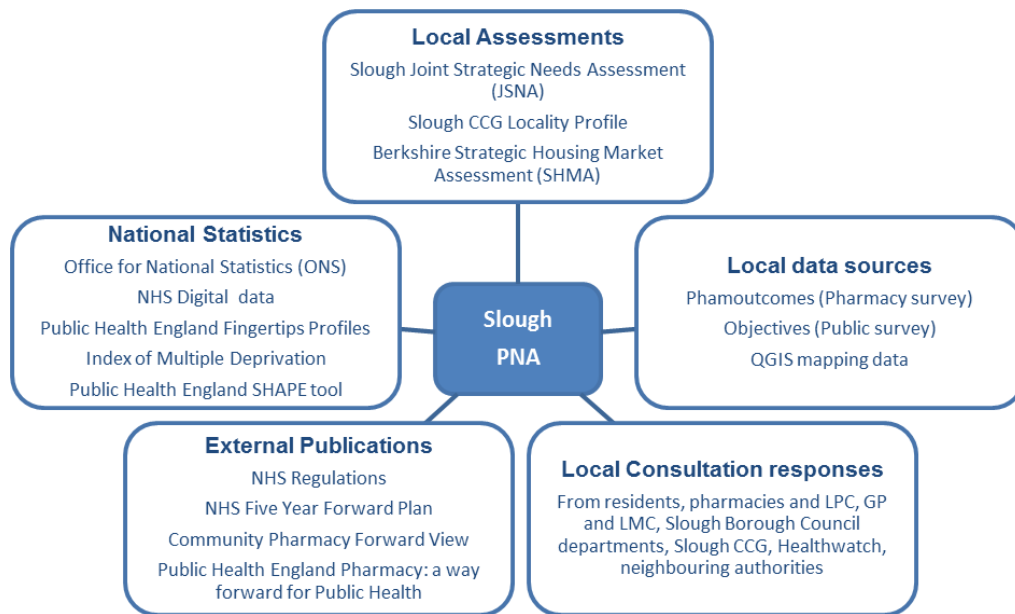 Local Assessments
Slough Joint Strategic Needs Assessment
(JSNA)
Slough CCG Locality Profile
Berkshire Strategic Housing Market
Assessment (SHMA)
National Statistics
Office for National Statistics (ONS)
NHS Digital data
Public Health England Fingertips Profiles
Index of Multiple Deprivation
Public Health England SHAPE tool
Slough
PNA
Local data sources
Phamoutcomes (Pharmacy survey)
Objectives (Public survey)
QGIS mapping data
External Publications
NHS Regulations
NHS Five Year Forward Plan
Community Pharmacy Forward View
Public Health England Pharmacy: a way
forward for Public Health
Local Consultation responses
From residents, pharmacies and LPC, GP
and LMC, Slough Borough Council
departments, Slough CCG, Healthwatch,
neighbouring authorities